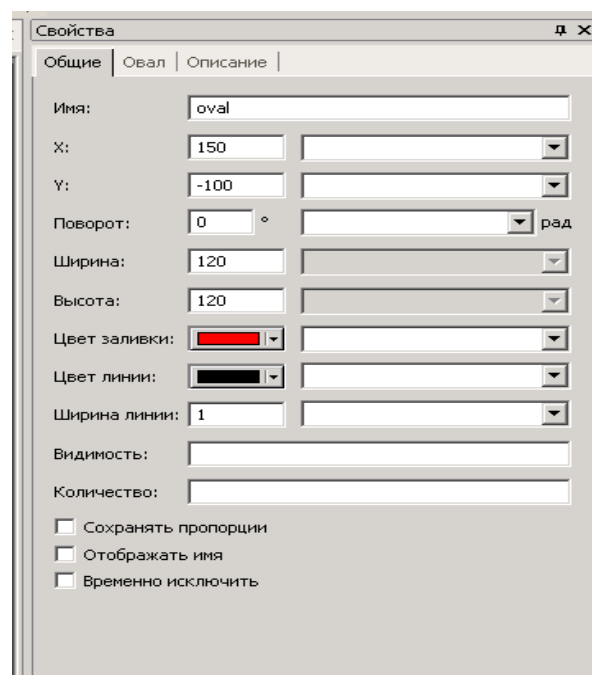 Свойства
Общие Овал Описание
Имя: oval
X: 150
Y: -100
Поворот: 0 ° рад
Ширина: 120
Высота: 120
Цвет заливки:
Цвет линии:
Ширина линии: 1
Видимость:
Количество:
Сохранять пропорции
Отображать имя
Временно исключить